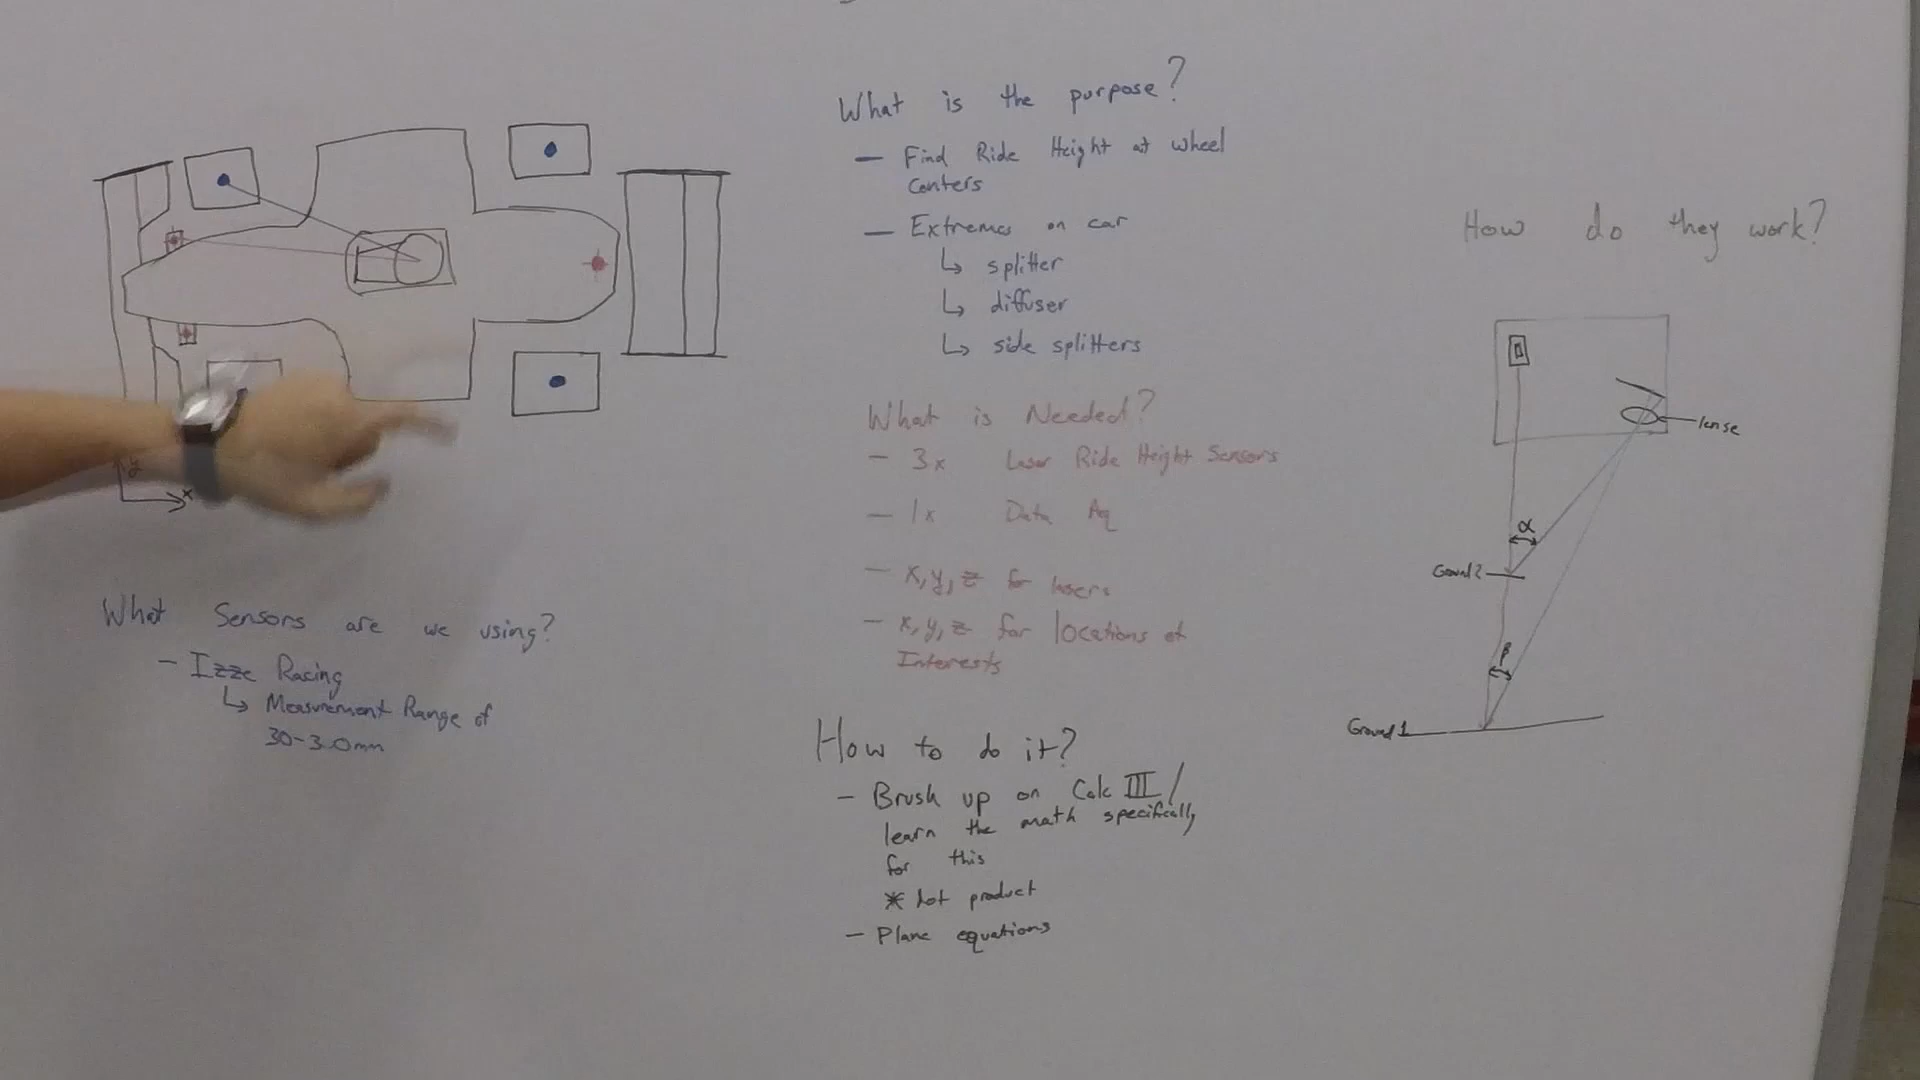 What is the purpose?
— Find Ride Height at wheel
Centers
— Extremes on car
↳ splitter
↳ diffuser
↳ side splitters
What is Needed?
- 3x Laser Ride Height Sensors
- 1x Data Aq
- x,y,z for lasers
- x,y,z for locations of
Interests
How to do it?
- Brush up on Calc III/
learn the math specifically
for this
* Dot product
- Plane equations
y
x
What Sensors are we using?
- Izze Racing
↳ Measurment Range of
mm
How do they work?
lense
α
Ground 2
β
Ground 1